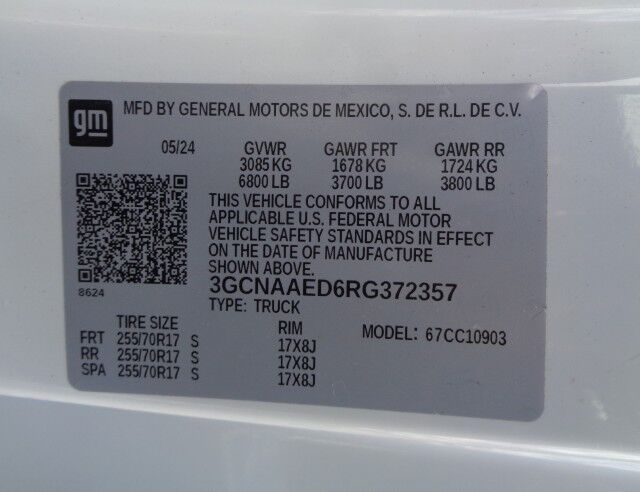 gm
MFD BY GENERAL MOTORS DE MEXICO, S. DE R.L. DE C.V.
05/24 GVWR GAWR FRT GAWR RR
3085 KG 1678 KG 1724 KG
6800 LB 3700 LB 3800 LB
THIS VEHICLE CONFORMS TO ALL
APPLICABLE U.S. FEDERAL MOTOR
VEHICLE SAFETY STANDARDS IN EFFECT
ON THE DATE OF MANUFACTURE
SHOWN ABOVE.
8624
3GCNAAED6RG372357
TYPE: TRUCK
TIRE SIZE RIM MODEL: 67CC10903
FRT 255/70R17 S 17X8J
RR 255/70R17 S 17X8J
SPA 255/70R17 S 17X8J